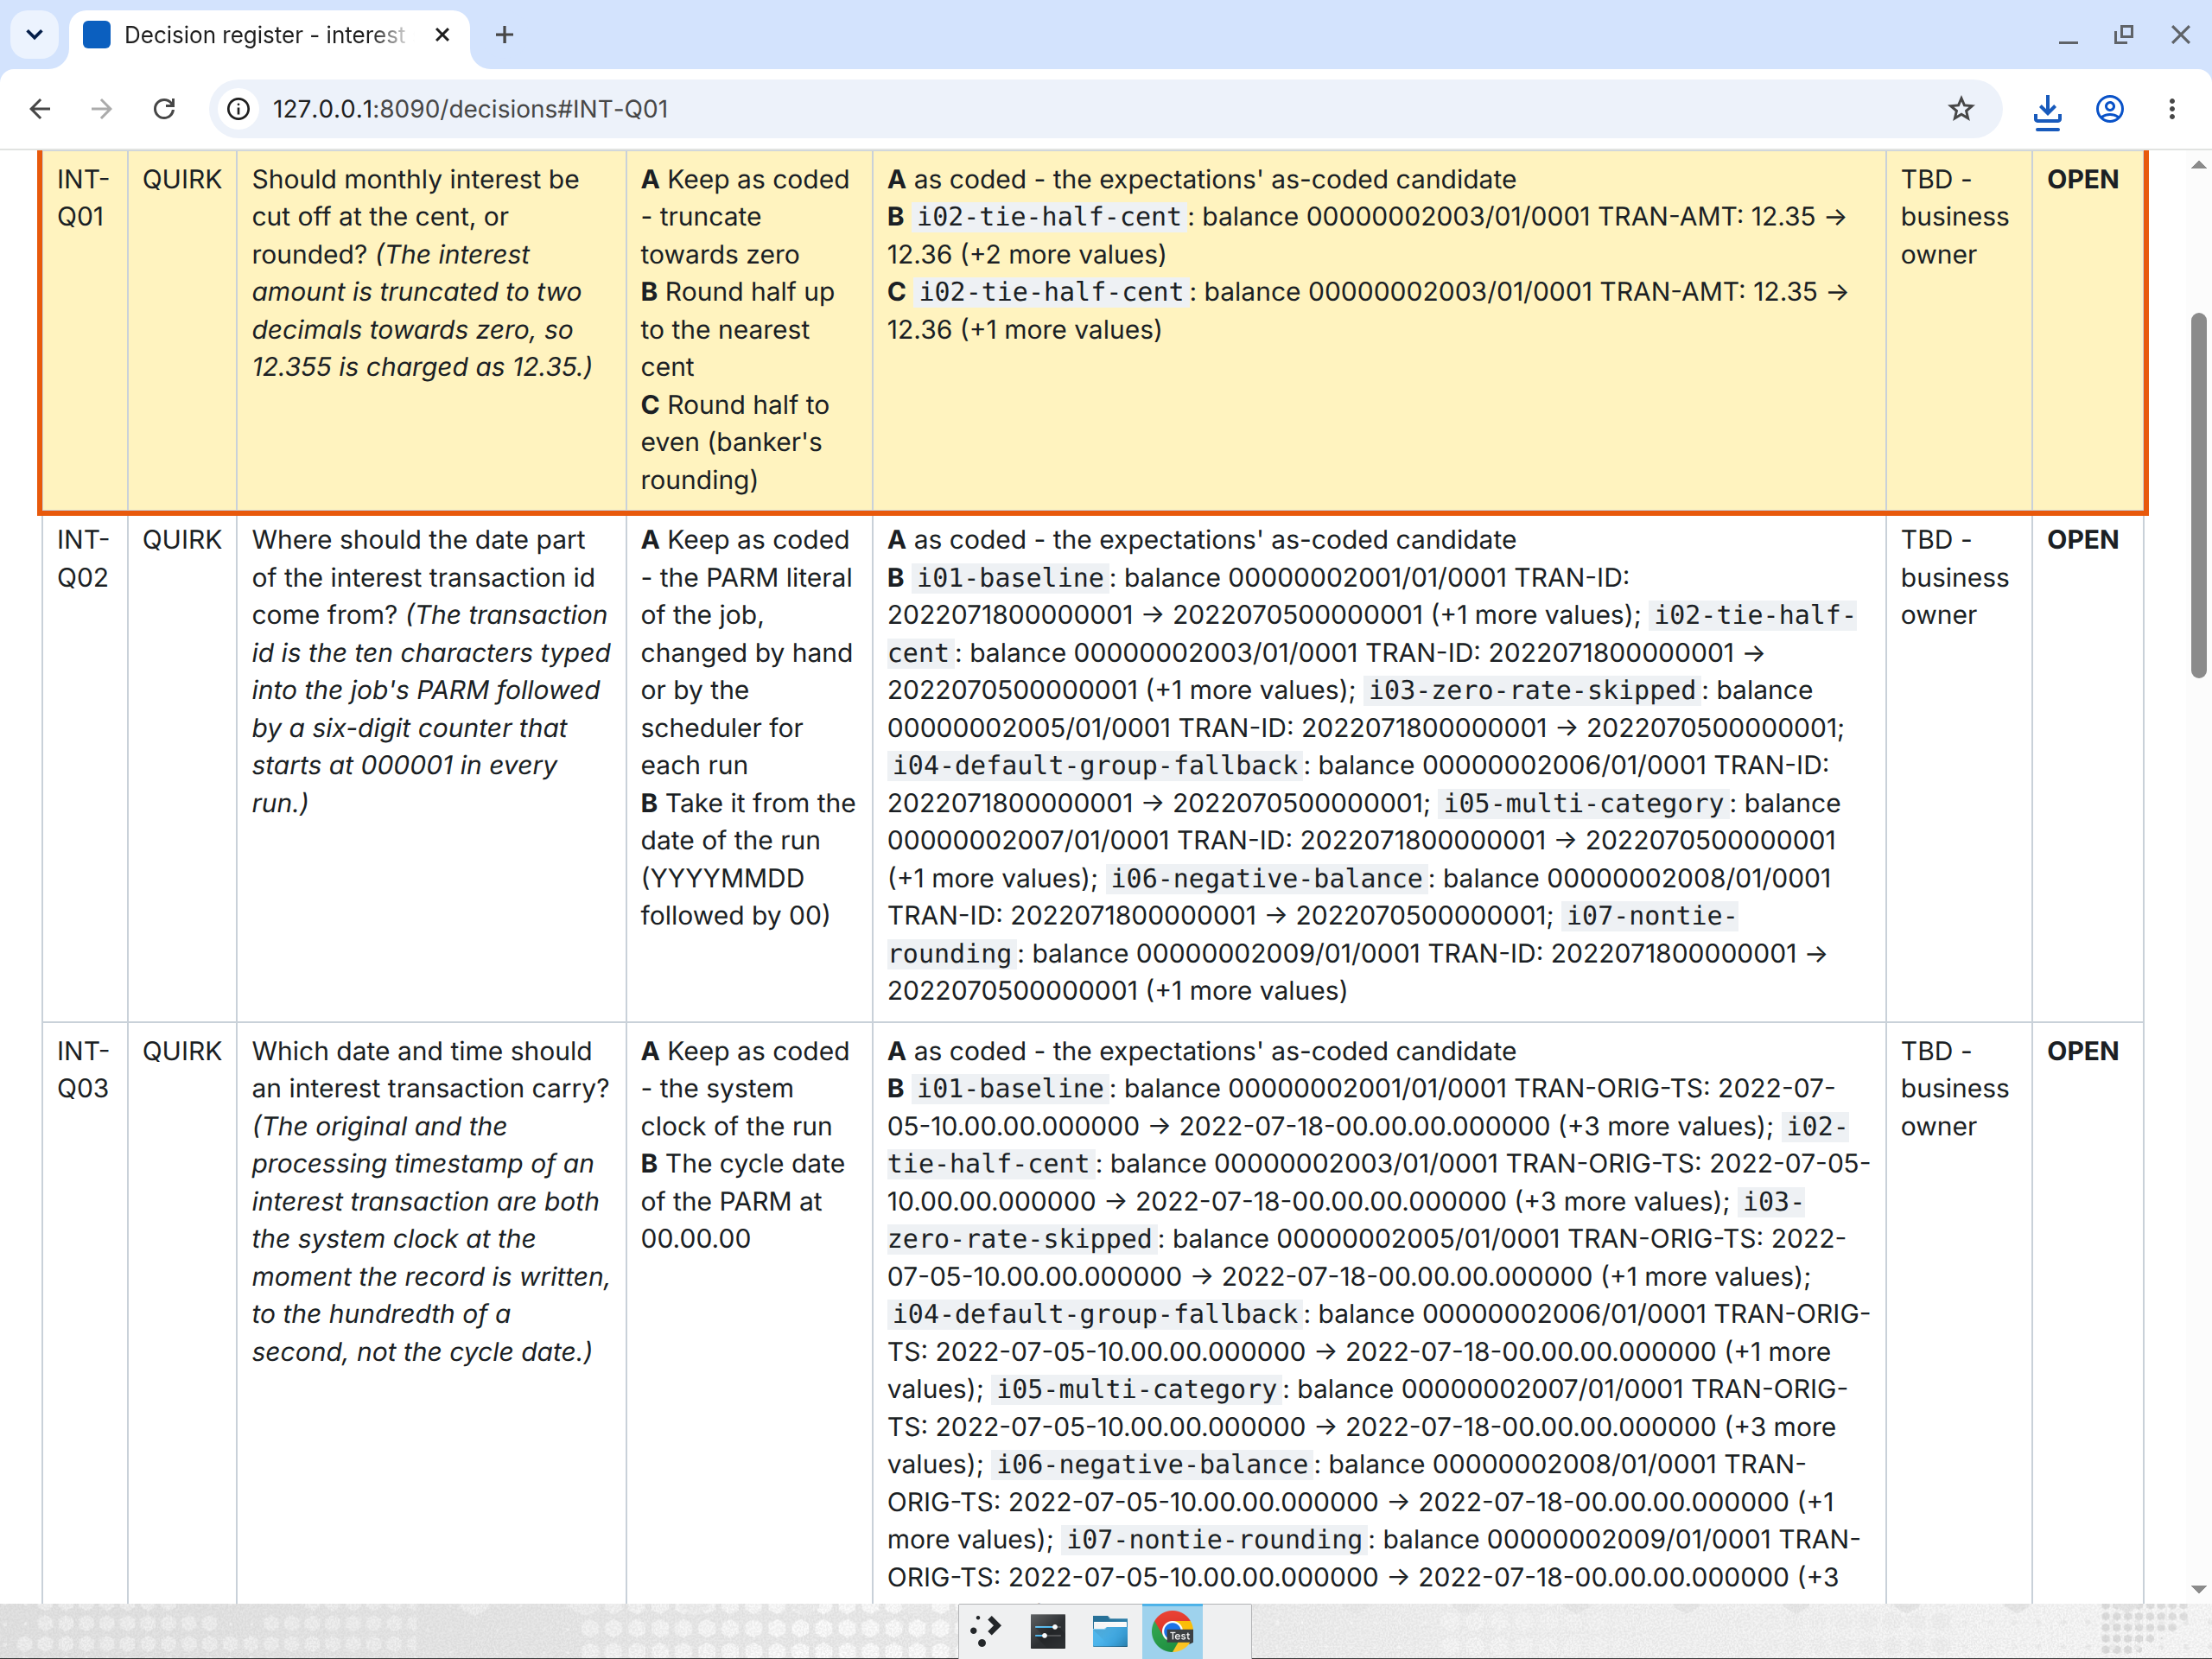 Decision register - interest
127.0.0.1:8090/decisions#INT-Q01
INT-
Q01
QUIRK
Should monthly interest be
cut off at the cent, or
rounded? (The interest
amount is truncated to two
decimals towards zero, so
12.355 is charged as 12.35.)
A Keep as coded
- truncate
towards zero
B Round half up
to the nearest
cent
C Round half to
even (banker's
rounding)
A as coded - the expectations' as-coded candidate
B i02-tie-half-cent: balance 00000002003/01/0001 TRAN-AMT: 12.35 →
12.36 (+2 more values)
C i02-tie-half-cent: balance 00000002003/01/0001 TRAN-AMT: 12.35 →
12.36 (+1 more values)
TBD -
business
owner
OPEN
INT-
Q02
QUIRK
Where should the date part
of the interest transaction id
come from? (The transaction
id is the ten characters typed
into the job's PARM followed
by a six-digit counter that
starts at 000001 in every
run.)
A Keep as coded
- the PARM literal
of the job,
changed by hand
or by the
scheduler for
each run
B Take it from the
date of the run
(YYYYMMDD
followed by 00)
A as coded - the expectations' as-coded candidate
B i01-baseline: balance 00000002001/01/0001 TRAN-ID:
2022071800000001 → 2022070500000001 (+1 more values); i02-tie-half-
cent: balance 00000002003/01/0001 TRAN-ID: 2022071800000001 →
2022070500000001 (+1 more values); i03-zero-rate-skipped: balance
00000002005/01/0001 TRAN-ID: 2022071800000001 → 2022070500000001;
i04-default-group-fallback: balance 00000002006/01/0001 TRAN-ID:
2022071800000001 → 2022070500000001; i05-multi-category: balance
00000002007/01/0001 TRAN-ID: 2022071800000001 → 2022070500000001
(+1 more values); i06-negative-balance: balance 00000002008/01/0001
TRAN-ID: 2022071800000001 → 2022070500000001; i07-nontie-
rounding: balance 00000002009/01/0001 TRAN-ID: 2022071800000001 →
2022070500000001 (+1 more values)
TBD -
business
owner
OPEN
INT-
Q03
QUIRK
Which date and time should
an interest transaction carry?
(The original and the
processing timestamp of an
interest transaction are both
the system clock at the
moment the record is written,
to the hundredth of a
second, not the cycle date.)
A Keep as coded
- the system
clock of the run
B The cycle date
of the PARM at
00.00.00
A as coded - the expectations' as-coded candidate
B i01-baseline: balance 00000002001/01/0001 TRAN-ORIG-TS: 2022-07-
05-10.00.00.000000 → 2022-07-18-00.00.00.000000 (+3 more values); i02-
tie-half-cent: balance 00000002003/01/0001 TRAN-ORIG-TS: 2022-07-05-
10.00.00.000000 → 2022-07-18-00.00.00.000000 (+3 more values); i03-
zero-rate-skipped: balance 00000002005/01/0001 TRAN-ORIG-TS: 2022-
07-05-10.00.00.000000 → 2022-07-18-00.00.00.000000 (+1 more values);
i04-default-group-fallback: balance 00000002006/01/0001 TRAN-ORIG-
TS: 2022-07-05-10.00.00.000000 → 2022-07-18-00.00.00.000000 (+1 more
values); i05-multi-category: balance 00000002007/01/0001 TRAN-ORIG-
TS: 2022-07-05-10.00.00.000000 → 2022-07-18-00.00.00.000000 (+3 more
values); i06-negative-balance: balance 00000002008/01/0001 TRAN-
ORIG-TS: 2022-07-05-10.00.00.000000 → 2022-07-18-00.00.00.000000 (+1
more values); i07-nontie-rounding: balance 00000002009/01/0001 TRAN-
ORIG-TS: 2022-07-05-10.00.00.000000 → 2022-07-18-00.00.00.000000 (+3
TBD -
business
owner
OPEN
Test